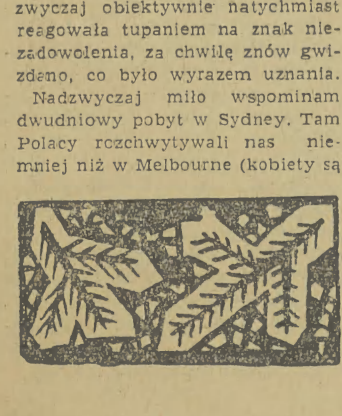 zwyczaj obiektywnie natychmiast
reagowała tupaniem na znak nie-
zadowolenia, za chwilę znów gwi-
zdano, co było wyrazem uznania.
Nadzwyczaj miło wspominam
dwudniowy pobyt w Sydney. Tam
Polacy rozchwytywali nas nie-
mniej niż w Melbourne (kobiety są